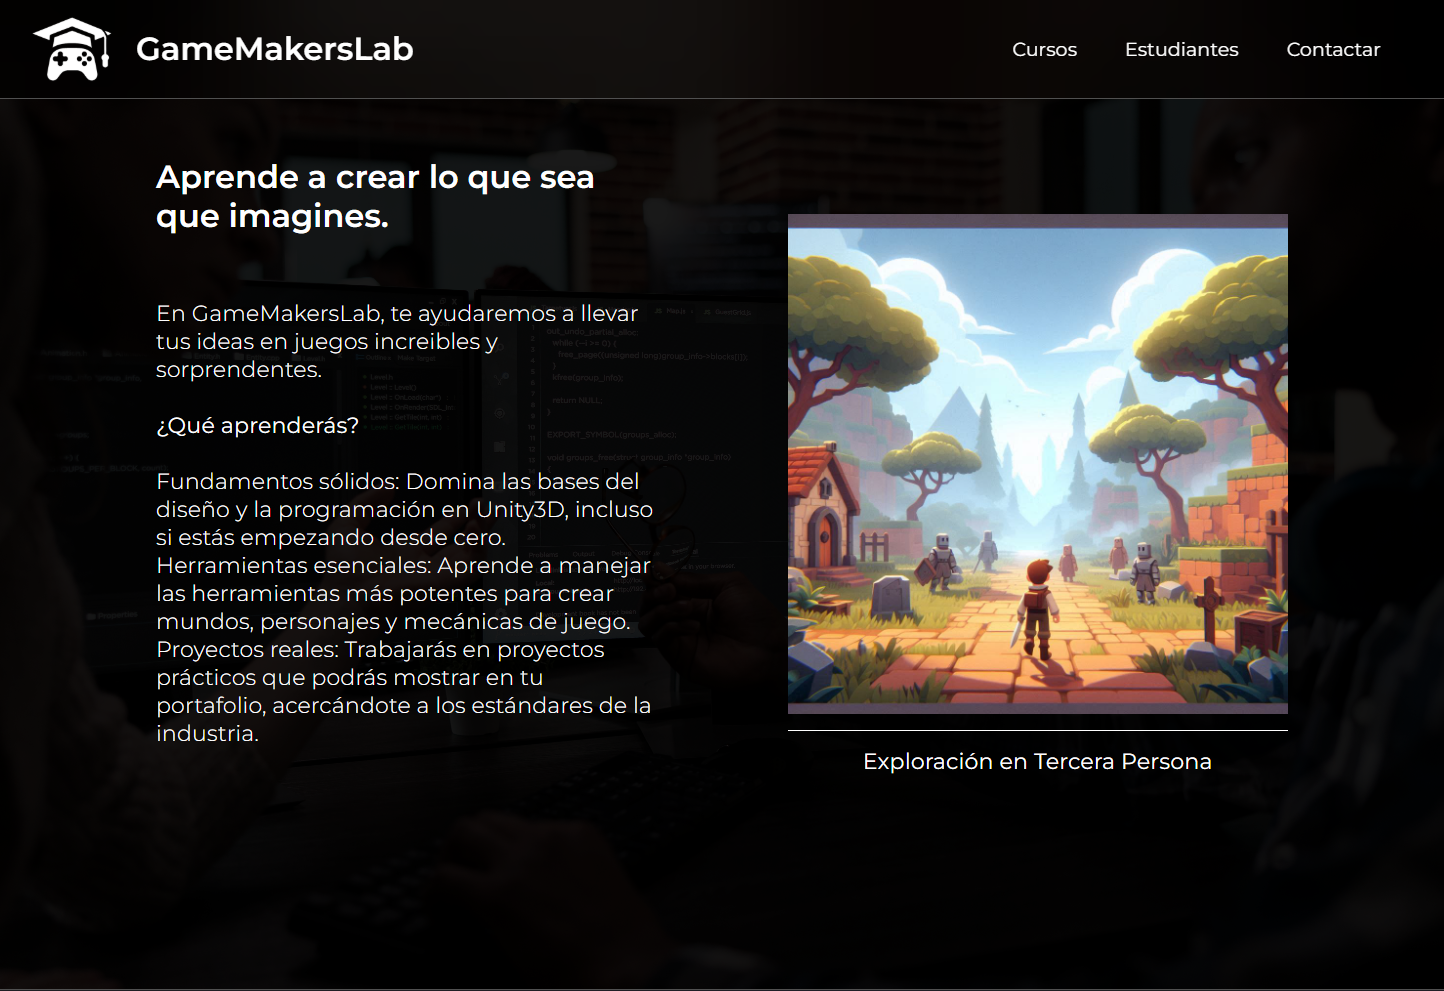 GameMakersLab
Cursos Estudiantes Contactar
Aprende a crear lo que sea
que imagines.
En GameMakersLab, te ayudaremos a llevar
tus ideas en juegos increibles y
sorprendentes.
¿Qué aprenderás?
Fundamentos sólidos: Domina las bases del
diseño y la programación en Unity3D, incluso
si estás empezando desde cero.
Herramientas esenciales: Aprende a manejar
las herramientas más potentes para crear
mundos, personajes y mecánicas de juego.
Proyectos reales: Trabajarás en proyectos
prácticos que podrás mostrar en tu
portafolio, acercándote a los estándares de la
industria.
Exploración en Tercera Persona